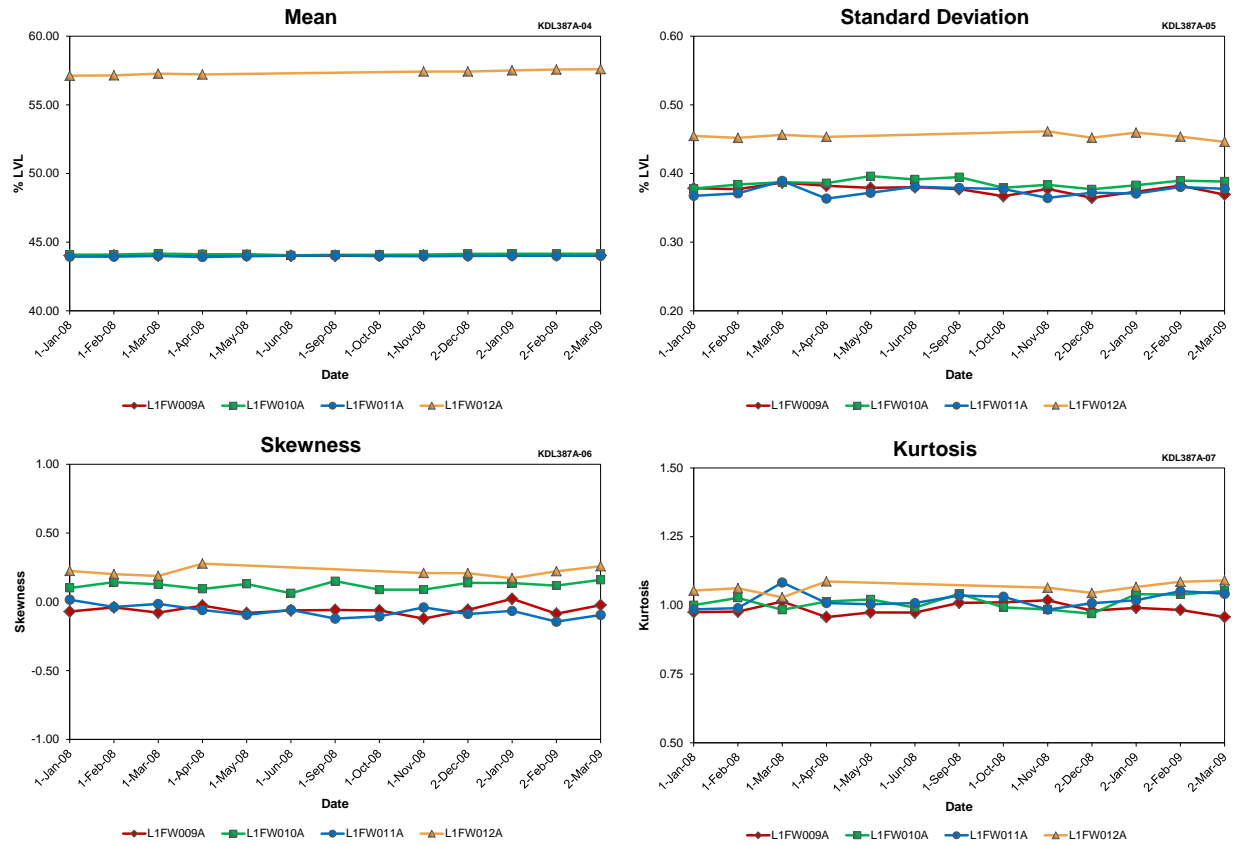 Mean
KDL387A-04
60.00
55.00
50.00
45.00
40.00
% LVL
1-Jan-08
1-Feb-08
1-Mar-08
1-Apr-08
1-May-08
1-Jun-08
1-Sep-08
1-Oct-08
1-Nov-08
2-Dec-08
2-Jan-09
2-Feb-09
2-Mar-09
Date
L1FW009A L1FW010A L1FW011A L1FW012A
Standard Deviation
KDL387A-05
0.60
0.50
0.40
0.30
0.20
% LVL
1-Jan-08
1-Feb-08
1-Mar-08
1-Apr-08
1-May-08
1-Jun-08
1-Sep-08
1-Oct-08
1-Nov-08
2-Dec-08
2-Jan-09
2-Feb-09
2-Mar-09
Date
L1FW009A L1FW010A L1FW011A L1FW012A
Skewness
KDL387A-06
1.00
0.50
0.00
-0.50
-1.00
Skewness
1-Jan-08
1-Feb-08
1-Mar-08
1-Apr-08
1-May-08
1-Jun-08
1-Sep-08
1-Oct-08
1-Nov-08
2-Dec-08
2-Jan-09
2-Feb-09
2-Mar-09
Date
L1FW009A L1FW010A L1FW011A L1FW012A
Kurtosis
KDL387A-07
1.50
1.25
1.00
0.75
0.50
Kurtosis
1-Jan-08
1-Feb-08
1-Mar-08
1-Apr-08
1-May-08
1-Jun-08
1-Sep-08
1-Oct-08
1-Nov-08
2-Dec-08
2-Jan-09
2-Feb-09
2-Mar-09
Date
L1FW009A L1FW010A L1FW011A L1FW012A